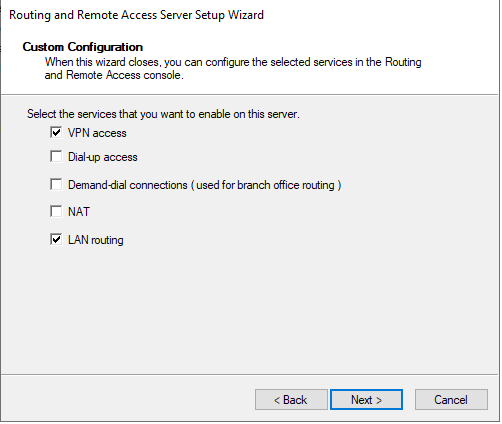 Routing and Remote Access Server Setup Wizard
Custom Configuration
When this wizard closes, you can configure the selected services in the Routing
and Remote Access console.
Select the services that you want to enable on this server.
VPN access
Dial-up access
Demand-dial connections ( used for branch office routing )
NAT
LAN routing
< Back
Next >
Cancel